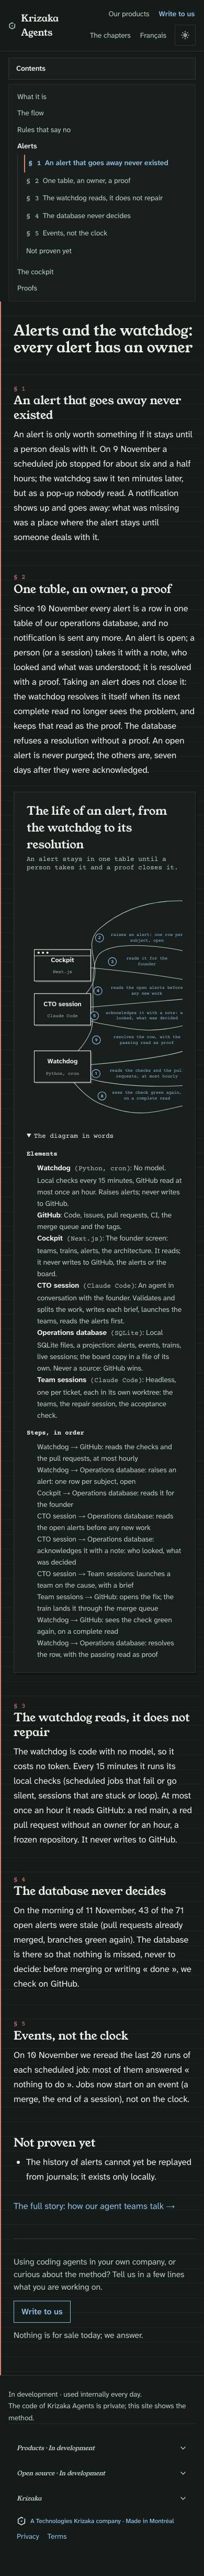 Krizaka
Agents
Our products Write to us
The chapters Français
Contents
What it is
The flow
Rules that say no
Alerts
§ 1 An alert that goes away never existed
§ 2 One table, an owner, a proof
§ 3 The watchdog reads, it does not repair
§ 4 The database never decides
§ 5 Events, not the clock
Not proven yet
The cockpit
Proofs
Alerts and the watchdog:
every alert has an owner
§ 1
An alert that goes away never
existed
An alert is only worth something if it stays until
a person deals with it. On 9 November a
scheduled job stopped for about six and a half
hours; the watchdog saw it ten minutes later,
but as a pop-up nobody read. A notification
shows up and goes away: what was missing
was a place where the alert stays until
someone deals with it.
§ 2
One table, an owner, a proof
Since 10 November every alert is a row in one
table of our operations database, and no
notification is sent any more. An alert is open; a
person (or a session) takes it with a note, who
looked and what was understood; it is resolved
with a proof. Taking an alert does not close it:
the watchdog resolves it itself when its next
complete read no longer sees the problem, and
keeps that read as the proof. The database
refuses a resolution without a proof. An open
alert is never purged; the others are, seven
days after they were acknowledged.
The life of an alert, from
the watchdog to its
resolution
An alert stays in one table until a
person takes it and a proof closes it.
2 raises an alert: one row per
subject, open
Cockpit
Next.js
3 reads it for the
founder
4 reads the open alerts before
any new work
CTO session
Claude Code
5 acknowledges it with a note: w
looked, what was decided
9 resolves the row, with the
passing read as proof
Watchdog
Python, cron
1 reads the checks and the pul
requests, at most hourly
8 sees the check green again,
on a complete read
▼ The diagram in words
Elements
Watchdog (Python, cron): No model.
Local checks every 15 minutes, GitHub read at
most once an hour. Raises alerts; never writes
to GitHub.
GitHub: Code, issues, pull requests, CI, the
merge queue and the tags.
Cockpit (Next.js): The founder screen:
teams, trains, alerts, the architecture. It reads;
it never writes to GitHub, the alerts or the
board.
CTO session (Claude Code): An agent in
conversation with the founder. Validates and
splits the work, writes each brief, launches the
teams, reads the alerts first.
Operations database (SQLite): Local
SQLite files, a projection: alerts, events, trains,
live sessions; the board copy in a file of its
own. Never a source: GitHub wins.
Team sessions (Claude Code): Headless,
one per ticket, each in its own worktree: the
teams, the repair session, the acceptance
check.
Steps, in order
Watchdog → GitHub: reads the checks and
the pull requests, at most hourly
Watchdog → Operations database: raises an
alert: one row per subject, open
Cockpit → Operations database: reads it for
the founder
CTO session → Operations database: reads
the open alerts before any new work
CTO session → Operations database:
acknowledges it with a note: who looked, what
was decided
CTO session → Team sessions: launches a
team on the cause, with a brief
Team sessions → GitHub: opens the fix; the
train lands it through the merge queue
Watchdog → GitHub: sees the check green
again, on a complete read
Watchdog → Operations database: resolves
the row, with the passing read as proof
§ 3
The watchdog reads, it does not
repair
The watchdog is code with no model, so it
costs no token. Every 15 minutes it runs its
local checks (scheduled jobs that fail or go
silent, sessions that are stuck or loop). At most
once an hour it reads GitHub: a red main, a red
pull request without an owner for an hour, a
frozen repository. It never writes to GitHub.
§ 4
The database never decides
On the morning of 11 November, 43 of the 71
open alerts were stale (pull requests already
merged, branches green again). The database
is there so that nothing is missed, never to
decide: before merging or writing « done », we
check on GitHub.
§ 5
Events, not the clock
On 10 November we reread the last 20 runs of
each scheduled job: most of them answered «
nothing to do ». Jobs now start on an event (a
merge, the end of a session), not on the clock.
Not proven yet
• The history of alerts cannot yet be replayed
from journals; it exists only locally.
The full story: how our agent teams talk →
Using coding agents in your own company, or
curious about the method? Tell us in a few lines
what you are working on.
Write to us
Nothing is for sale today; we answer.
In development · used internally every day.
The code of Krizaka Agents is private; this site shows the
method.
Products · In development
Open source · In development
Krizaka
A Technologies Krizaka company · Made in Montréal
Privacy Terms